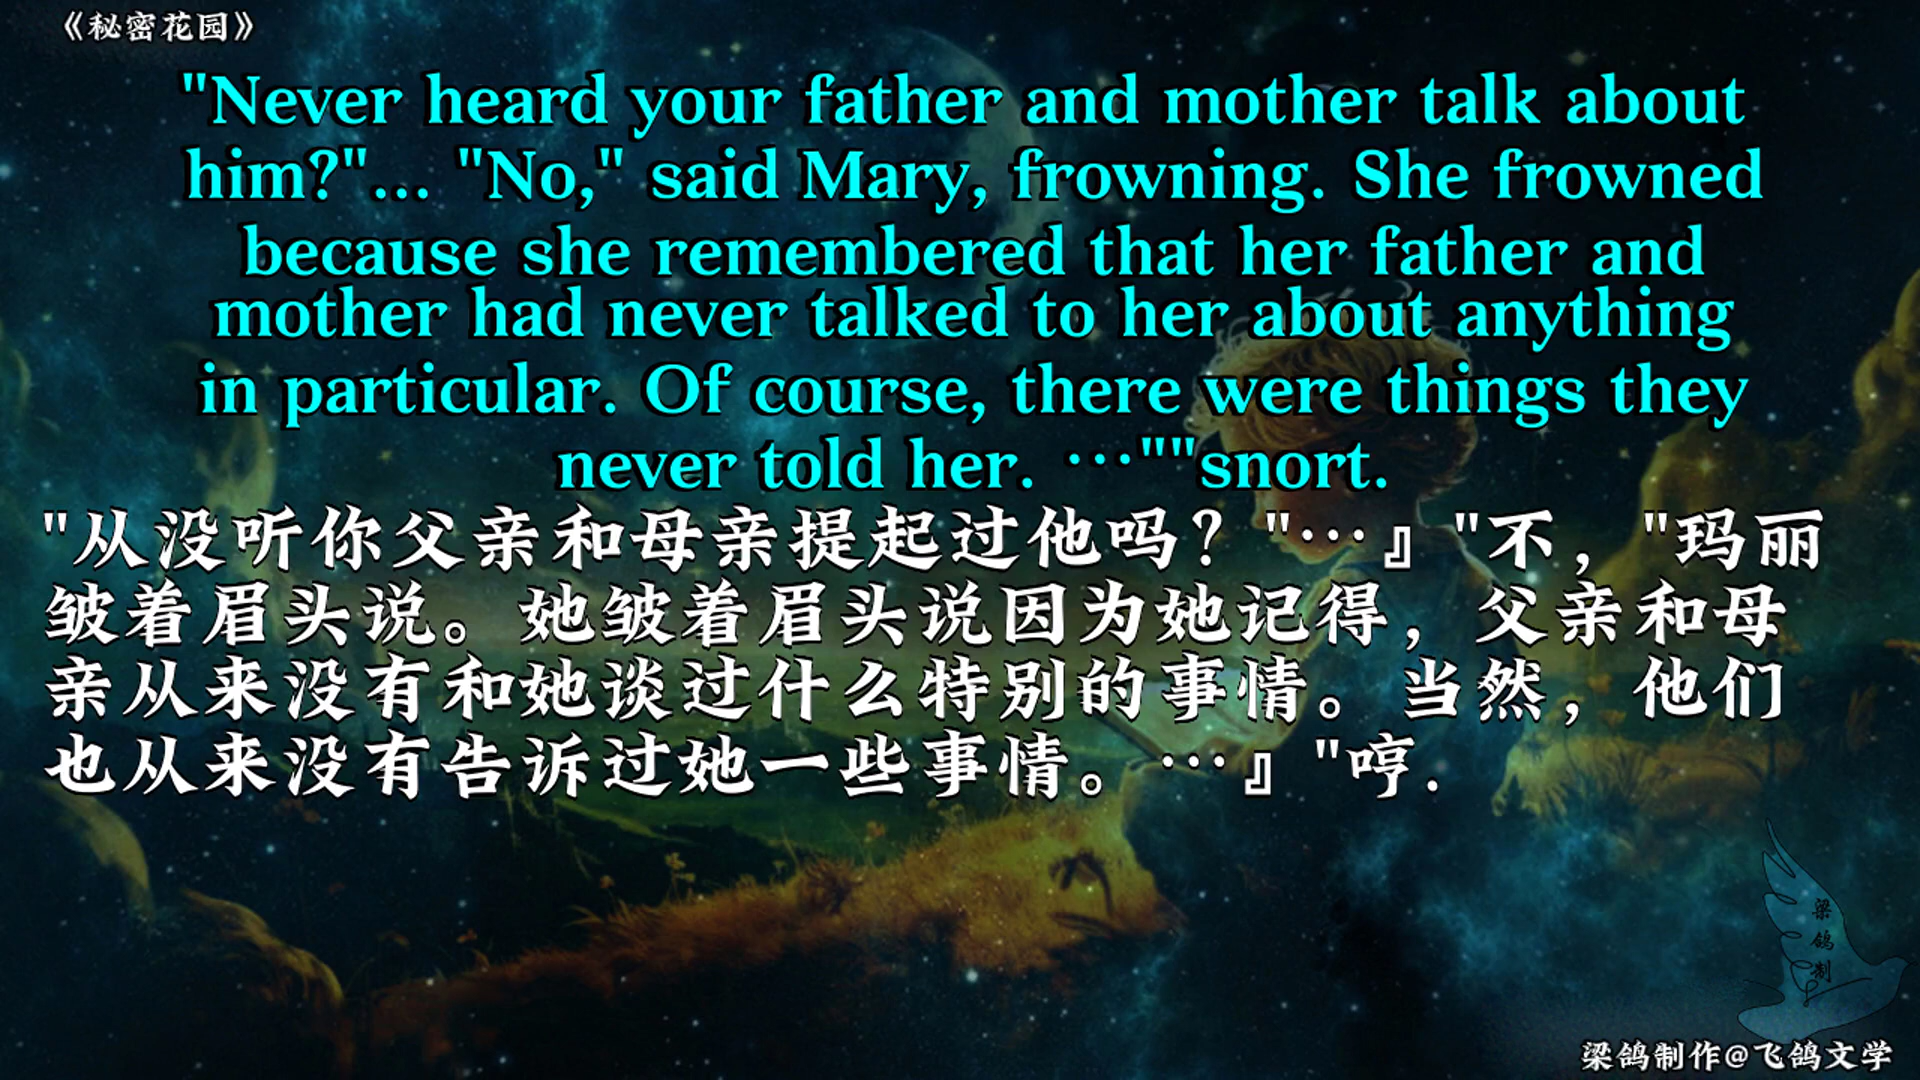 《秘密花园》
"Never heard your father and mother talk about
him?"... "No," said Mary, frowning. She frowned
because she remembered that her father and
mother had never talked to her about anything
in particular. Of course, there were things they
never told her. …""snort.
"从没听你父亲和母亲提起过他吗？"…』"不，"玛丽
皱着眉头说。她皱着眉头说因为她记得，父亲和母
亲从来没有和她谈过什么特别的事情。当然，他们
也从来没有告诉过她一些事情。…』"哼.
梁
鸽
制
梁鸽制作@飞鸽文学